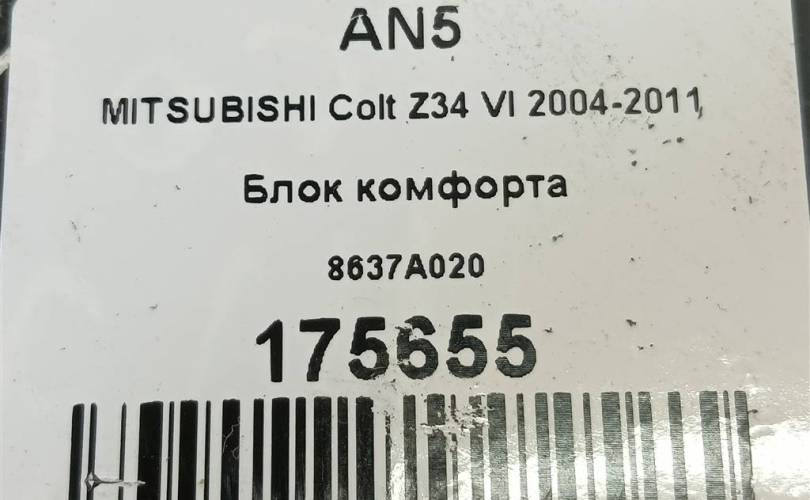 AN5
MITSUBISHI Colt Z34 VI 2004-2011,
Блок комфорта
8637A020
175655